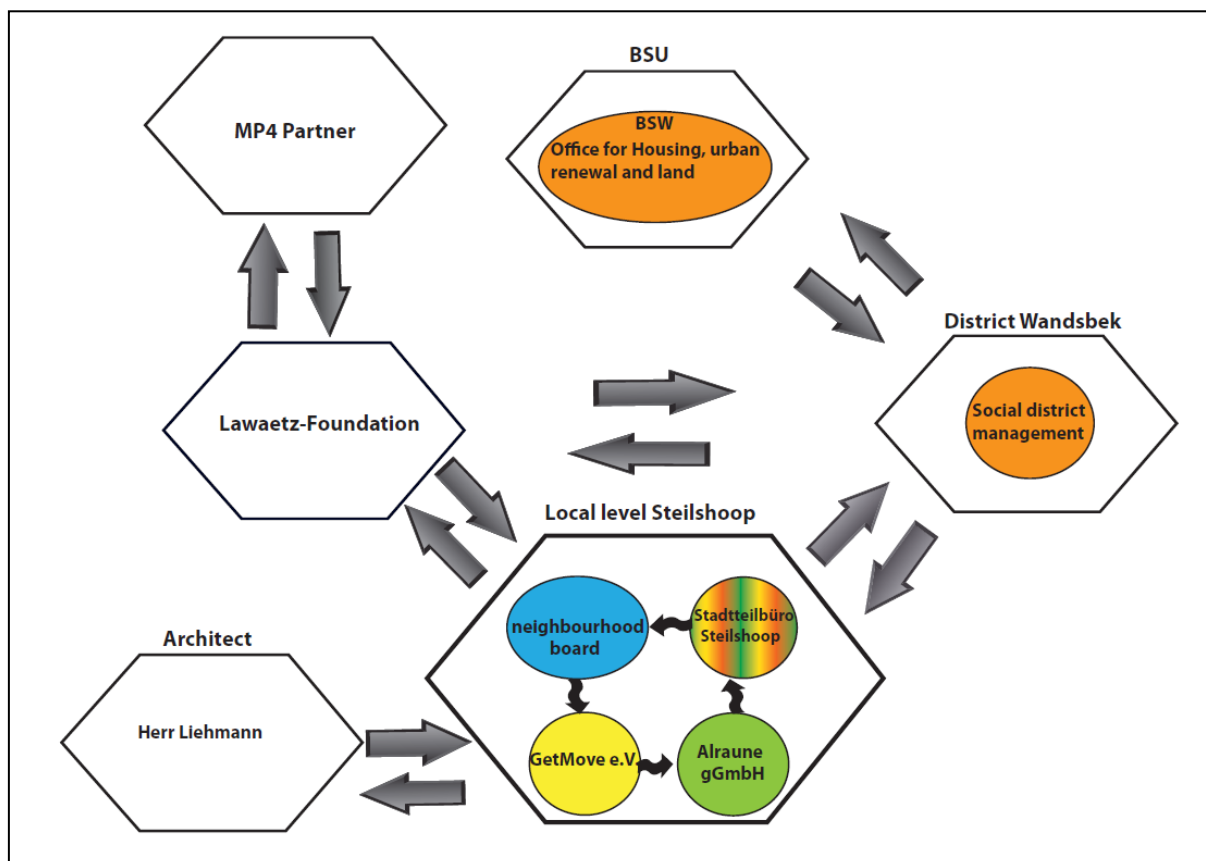 BSU
MP4 Partner
BSW
Office for Housing, urban
renewal and land
District Wandsbek
Social district
management
Lawaetz-Foundation
Local level Steilshoop
neighbourhood
board
Stadtteilbüro
Steilshoop
GetMove e.V
Alraune
gGmbH
Architect
Herr Liehmann